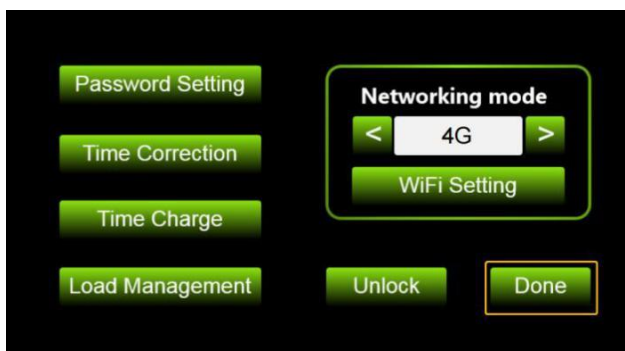 Password Setting
Time Correction
Time Charge
Load Management
Networking mode
< 4G >
WiFi Setting
Unlock
Done